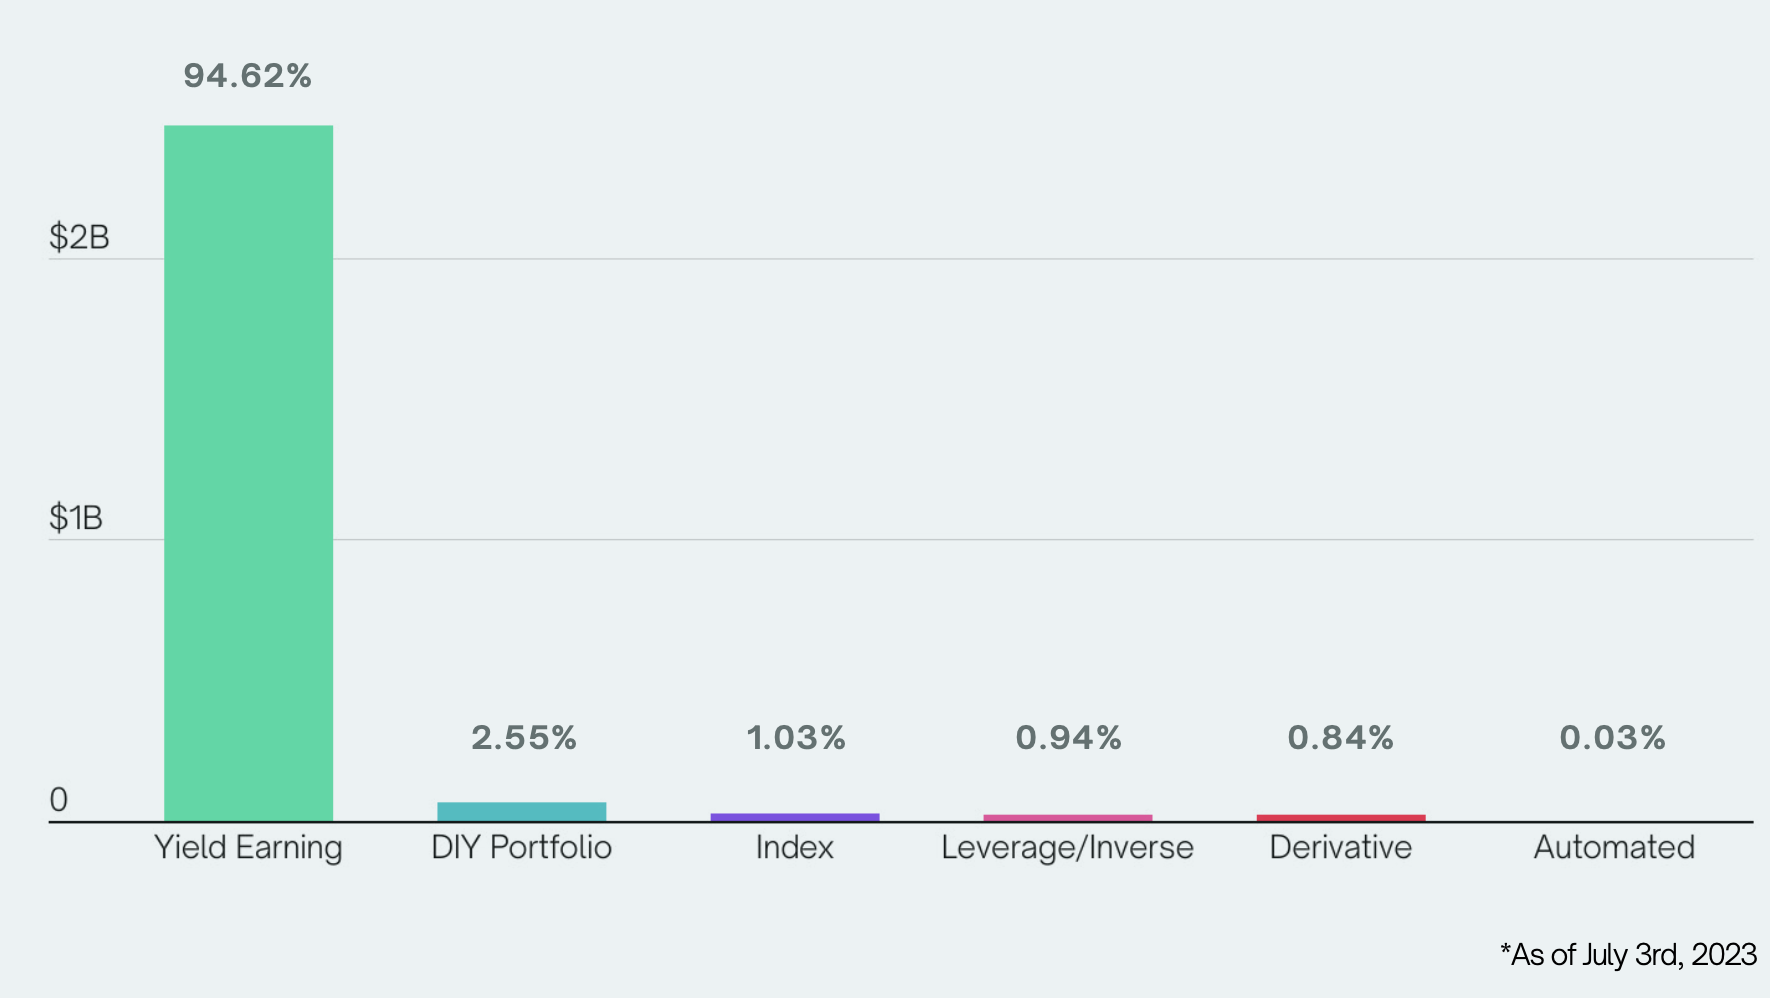 94.62%
$2B
$1B
2.55% 1.03% 0.94% 0.84% 0.03%
0
Yield Earning DIY Portfolio Index Leverage/Inverse Derivative Automated
*As of July 3rd, 2023